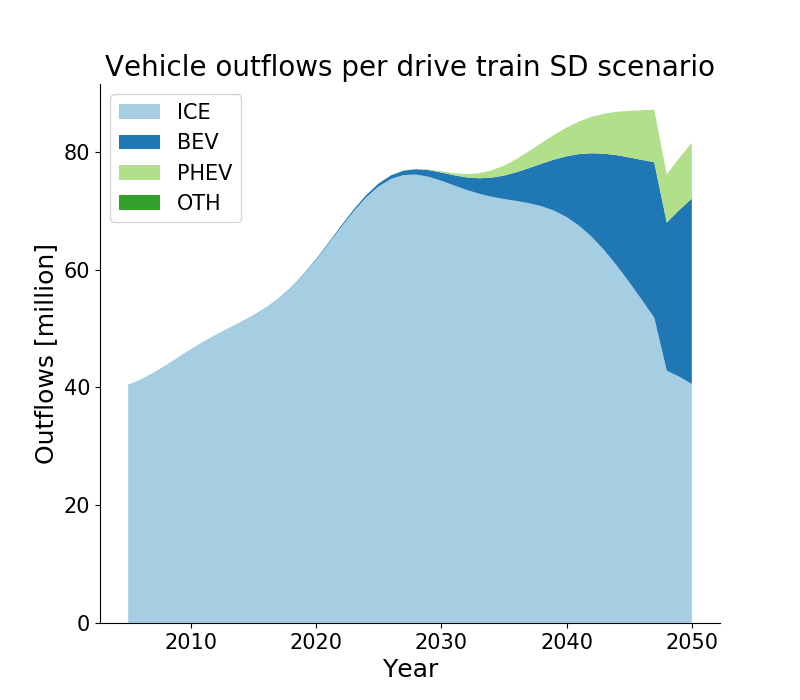 Vehicle outflows per drive train SD scenario
ICE
BEV
PHEV
OTH
Outflows [million]
80
60
40
20
0
2010 2020 2030 2040 2050
Year